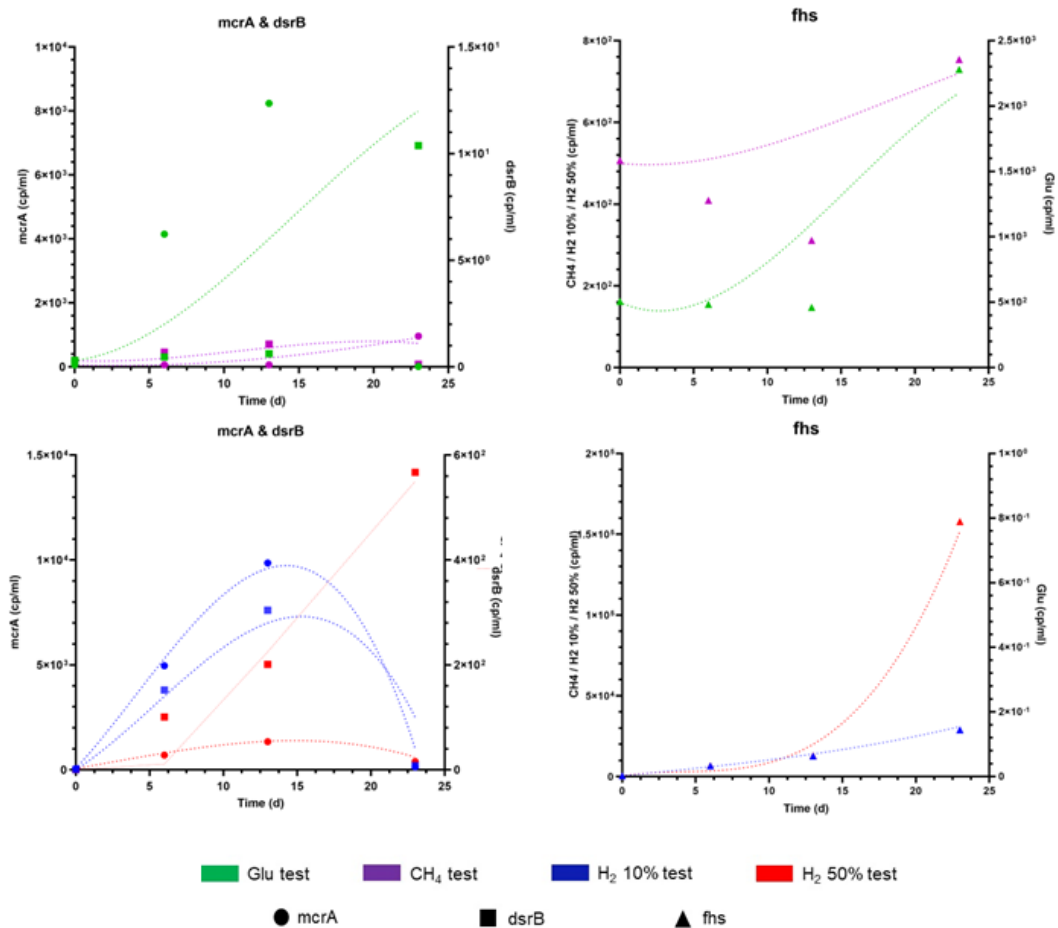 mcrA & dsrB
1×10⁴
8×10³
6×10³
4×10³
2×10³
0
mcrA (cp/ml)
1.5×10¹
1×10¹
5×10⁰
0
dsrB (cp/ml)
0 5 10 15 20 25
Time (d)
fhs
8×10²
6×10²
4×10²
2×10²
0
CH4 / H2 10% / H2 50% (cp/ml)
2.5×10³
2×10³
1.5×10³
1×10³
5×10²
0
Glu (cp/ml)
0 5 10 15 20 25
Time (d)
mcrA & dsrB
1.5×10⁴
1×10⁴
5×10³
0
mcrA (cp/ml)
6×10²
4×10²
2×10²
0
dsrB (cp/ml)
0 5 10 15 20 25
Time (d)
fhs
5×10⁴
0
CH4 / H2 10% / H2 50% (cp/ml)
1×10⁰
8×10⁻¹
6×10⁻¹
4×10⁻¹
2×10⁻¹
0
Glu (cp/ml)
0 5 10 15 20 25
Time (d)
Glu test CH₄ test H₂ 10% test H₂ 50% test
mcrA dsrB fhs